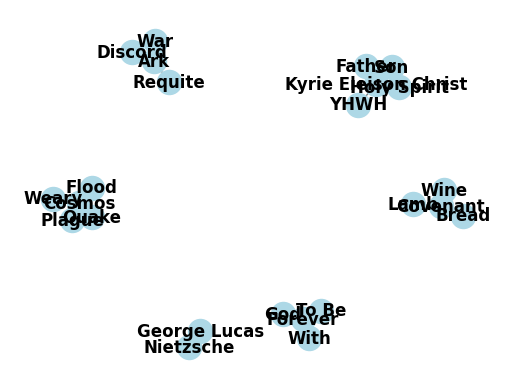 War
Discord
Ark
Requite
Father
Son
Kyrie Eleison Christ
Holy Spirit
YHWH
Flood
Weary
Cosmos
Quake
Plague
Wine
Lamb
Covenant
Bread
God
To Be
Forever
With
George Lucas
Nietzsche